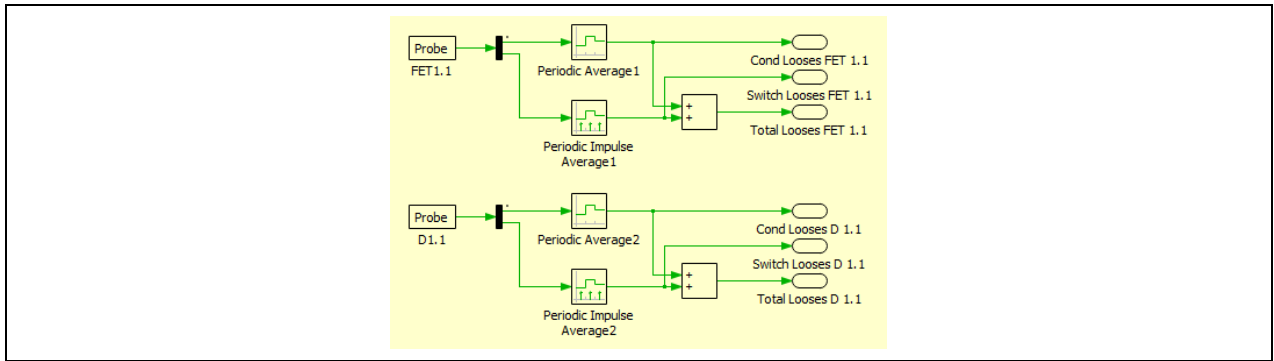 Probe
FET1.1
Periodic Average1
Cond Looses FET 1.1
Switch Looses FET 1.1
+
+
Total Looses FET 1.1
Periodic Impulse
Average1
Probe
D1.1
Periodic Average2
Cond Looses D 1.1
Switch Looses D 1.1
+
+
Total Looses D 1.1
Periodic Impulse
Average2